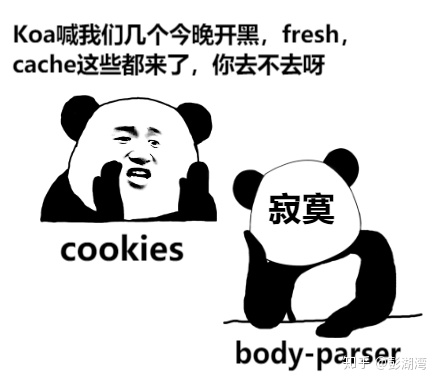 Koa喊我们几个今晚开黑，fresh，
cache这些都来了，你去不去呀
寂寞
cookies
body-parser
知乎 @彭湖湾